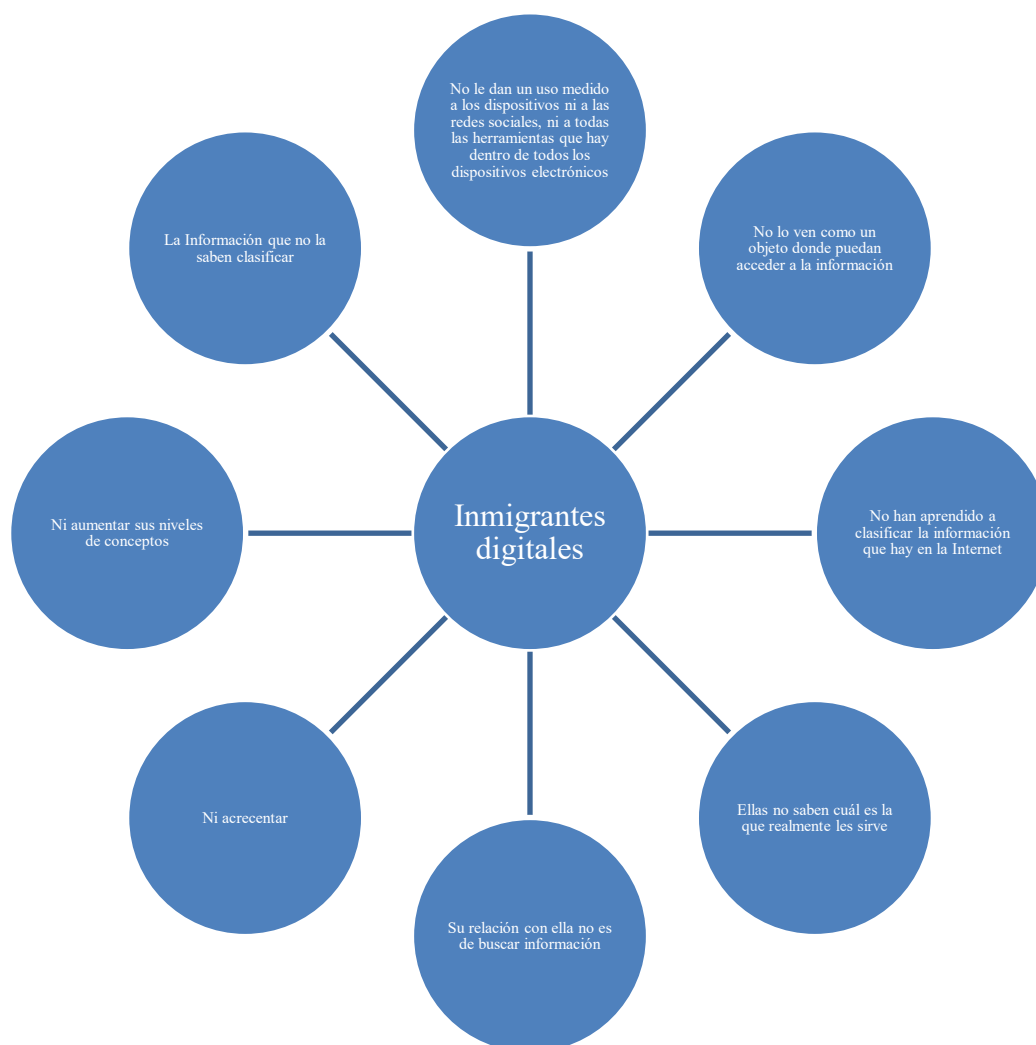 No le dan un uso medido
a los dispositivos ni a las
redes sociales, ni a todas
las herramientas que hay
dentro de todos los
dispositivos electrónicos
No lo ven como un
objeto donde puedan
acceder a la información
No han aprendido a
clasificar la información
que hay en la Internet
Ellas no saben cuál es la
que realmente les sirve
Su relación con ella no es
de buscar información
Ni acrecentar
Ni aumentar sus niveles
de conceptos
La Información que no la
saben clasificar
Inmigrantes
digitales